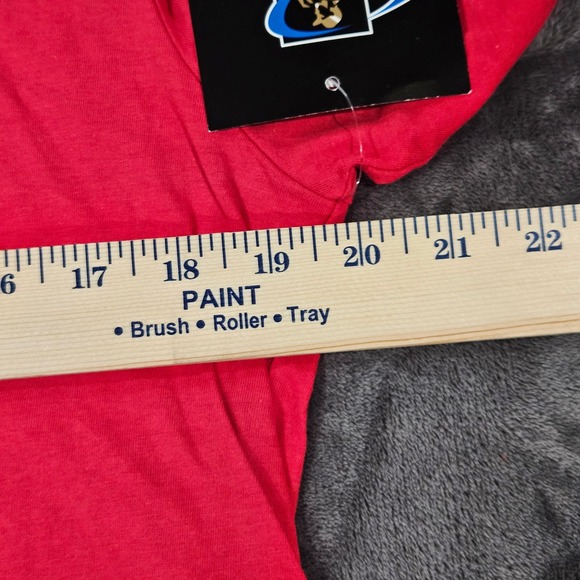 6 17 18 19 20 21 22
PAINT
• Brush • Roller • Tray